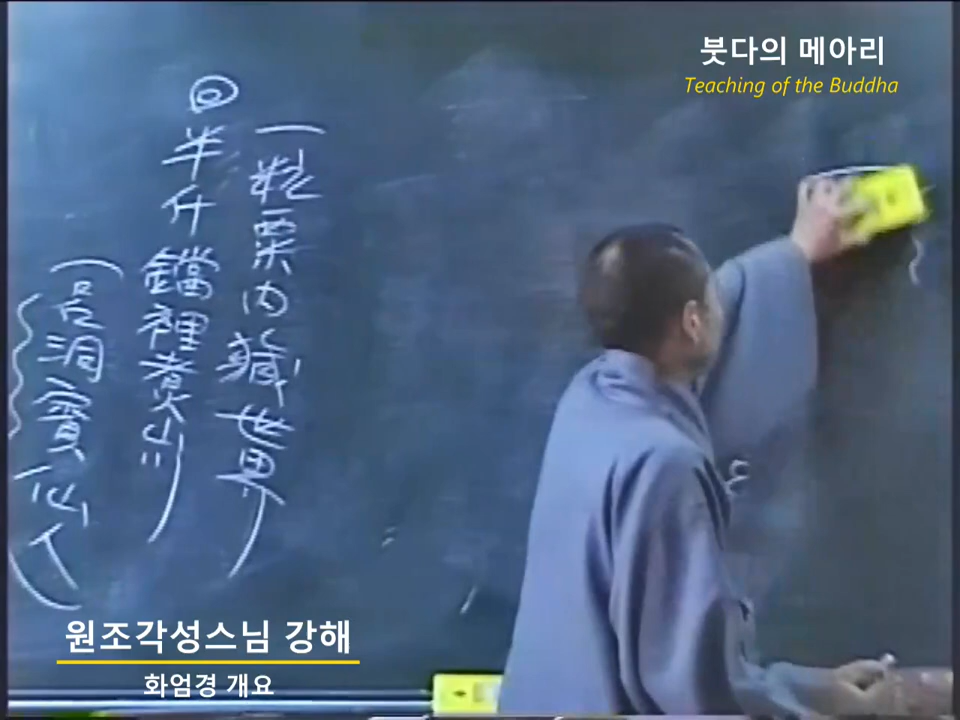 붓다의 메아리
Teaching of the Buddha
一粒粟内藏世界
◎半升鐺裡煮山川
(呂洞賓仙人)
원조각성스님 강해
화엄경 개요